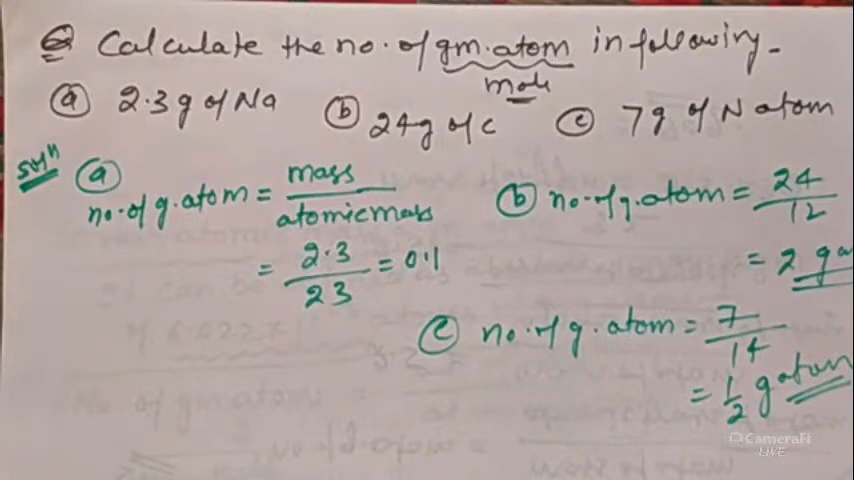 Q Calculate the no. of gm.atom in following -
mole
(a) 2.3g of Na (b) 24g of C (c) 7g of N atom
Solⁿ (a)
no. of g.atom = mass / atomic mass
= 2.3 / 23 = 0.1
(b) no. of g.atom = 24 / 12
= 2 ga
(c) no. of g.atom = 7 / 14
= 1/2 g atom
CameraFi
LIVE